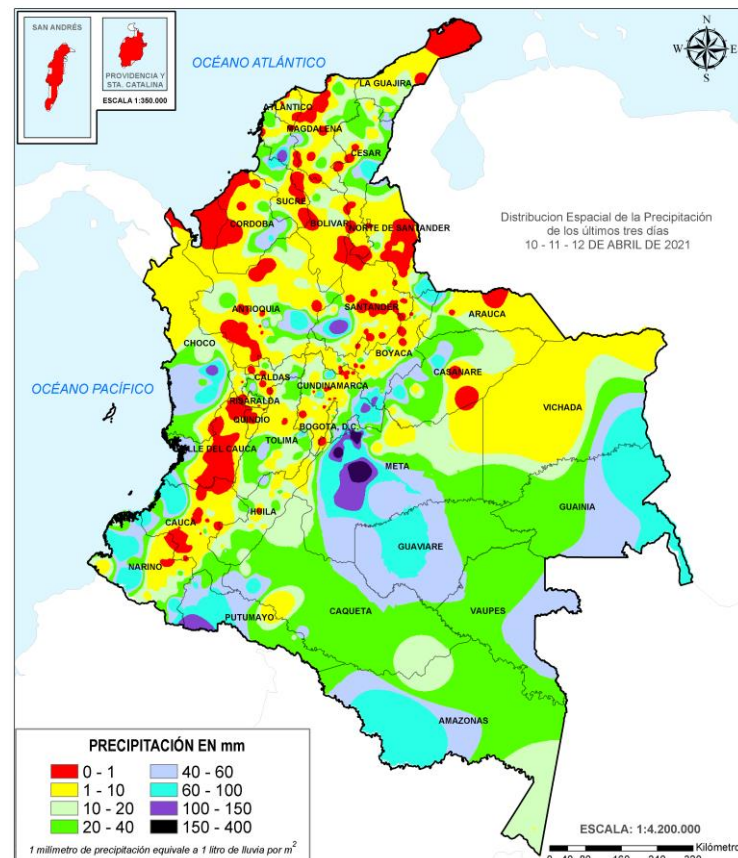 SAN ANDRÉS
PROVIDENCIA Y
STA. CATALINA
ESCALA 1:350.000
OCÉANO ATLÁNTICO
N
W
E
S
LA GUAJIRA
ATLÁNTICO
MAGDALENA
CESAR
SUCRE
CORDOBA
BOLIVAR
NORTE DE SANTANDER
Distribucion Espacial de la Precipitación
de los últimos tres días
10 - 11 - 12 DE ABRIL DE 2021
ANTIOQUIA
SANTANDER
ARAUCA
CHOCO
BOYACA
CASANARE
OCÉANO PACÍFICO
CALDAS
CUNDINAMARCA
RISARALDA
VICHADA
QUINDIO
BOGOTA, D.C.
TOLIMA
VALLE DEL CAUCA
META
GUAINIA
HUILA
CAUCA
GUAVIARE
NARINO
PUTUMAYO
CAQUETA
VAUPES
AMAZONAS
PRECIPITACIÓN EN mm
0 - 1
40 - 60
1 - 10
60 - 100
10 - 20
100 - 150
20 - 40
150 - 400
1 milímetro de precipitación equivale a 1 litro de lluvia por m²
ESCALA: 1:4.200.000
Kilómetro